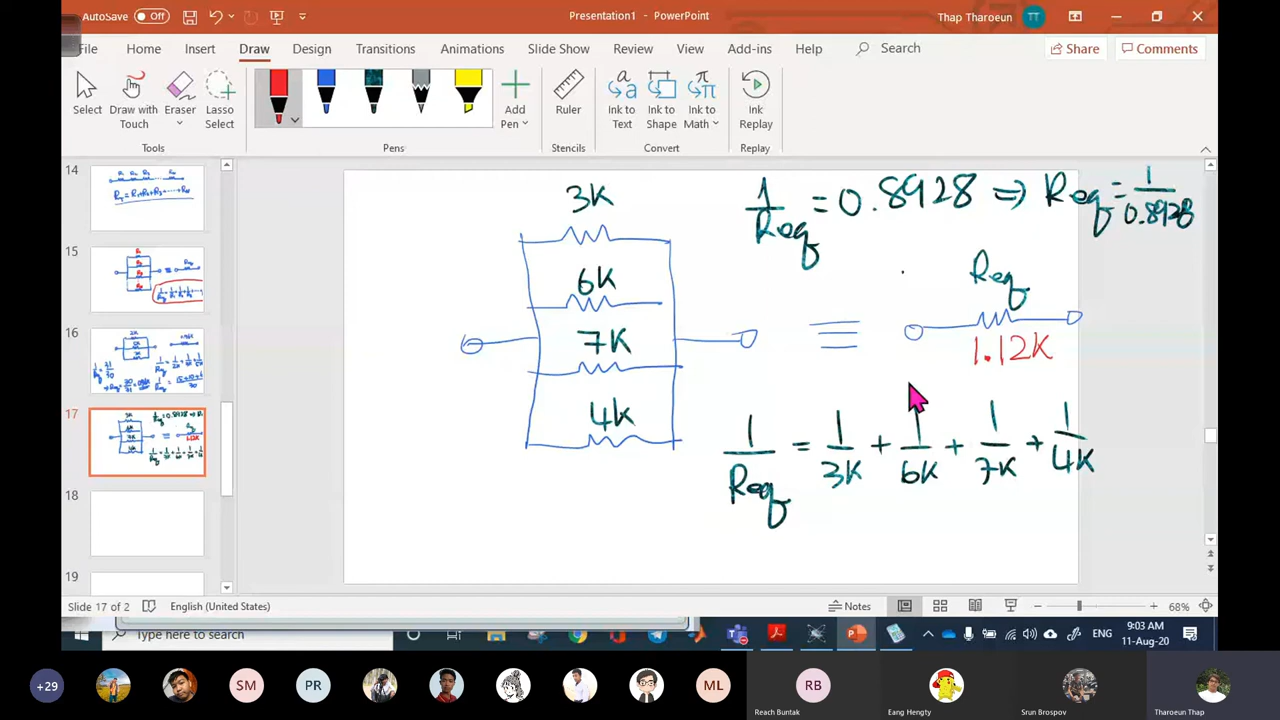 AutoSave Off
Presentation1 - PowerPoint
Thap Tharoeun TT
File Home Insert Draw Design Transitions Animations Slide Show Review View Add-ins Help Search
Share Comments
Select
Draw with Touch
Eraser
Lasso Select
Add Pen
Ruler
Ink to Text
Ink to Shape
Ink to Math
Ink Replay
Tools Pens Stencils Convert Replay
14
15
16
17
18
19
3K
6K
7K
4K
1/Req = 0.8928 ⇒ Req = 1/0.8928
≡
Req
1.12K
1/Req = 1/3K + 1/6K + 1/7K + 1/4K
Slide 17 of 2 English (United States) Notes 68%
Type here to search
ENG
9:03 AM
11-Aug-20
+29 SM PR ML RB
Reach Buntak
Eang Hengty
Srun Brospov
Tharoeun Thap